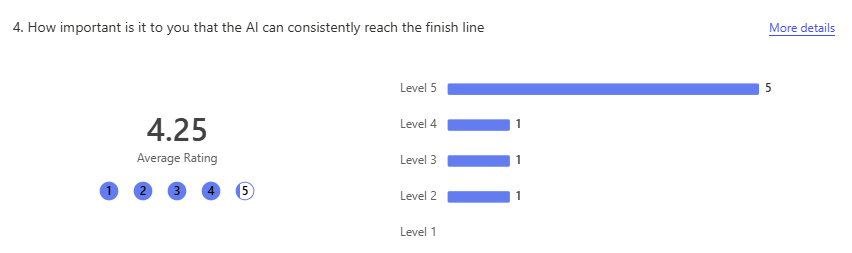 4. How important is it to you that the AI can consistently reach the finish line
More details
4.25
Average Rating
1 2 3 4 5
Level 5 5
Level 4 1
Level 3 1
Level 2 1
Level 1